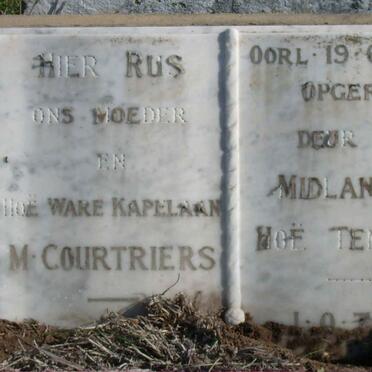 HIER RUS
ONS MOEDER
EN
HOË WARE KAPELAAN
M. COURTRIERS
OORL. 19
OPGER
DEUR
MIDLAN
HOË TE
I.O.